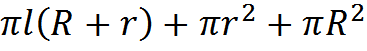 πl(R + r) + πr² + πR²